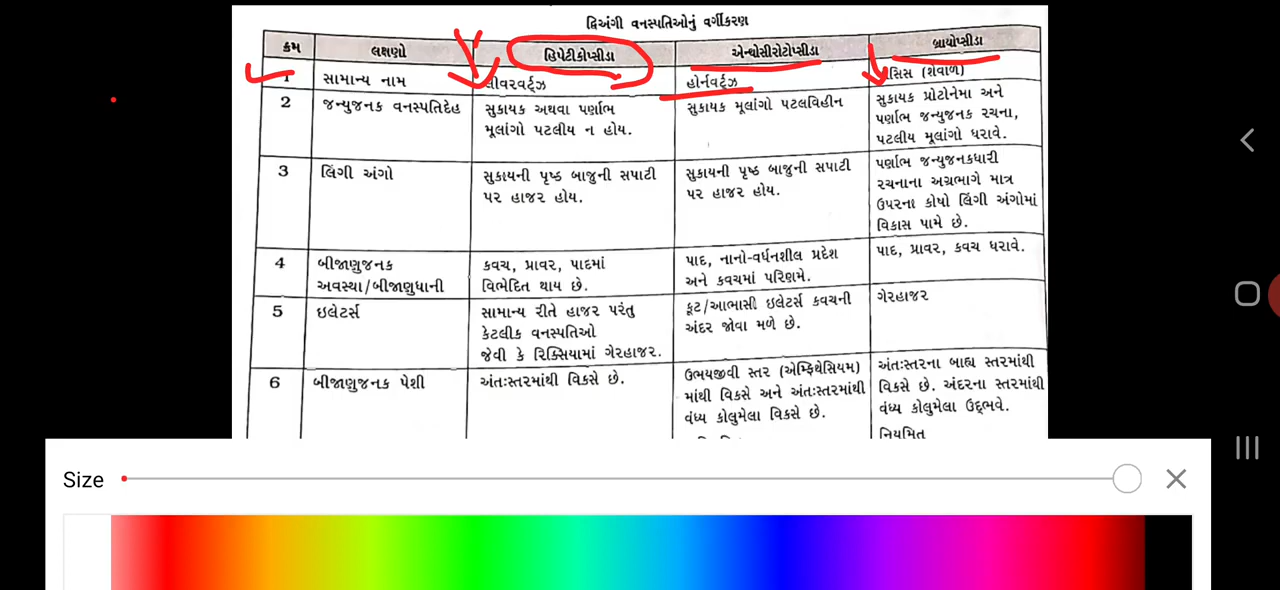 દ્વિઅંગી વનસ્પતિઓનું વર્ગીકરણ
ક્રમ લક્ષણો હિપેટીકોપ્સીડા એન્થોસીરોટોપ્સીડા બ્રાયોપ્સીડા
1 સામાન્ય નામ લીવરવર્ટ્ઝ હોર્નવર્ટ્ઝ (શેવાળ)
2 જન્યુજનક વનસ્પતિદેહ સુકાયક અથવા પર્ણાભ સુકાયક મૂલાંગો પટલવિહીન સુકાયક પ્રોટોનેમા અને
મૂલાંગો પટલીય ન હોય. પર્ણાભ જન્યુજનક રચના,
પટલીય મૂલાંગો ધરાવે.
3 લિંગી અંગો સુકાયની પૃષ્ઠ બાજુની સપાટી સુકાયની પૃષ્ઠ બાજુની સપાટી પર્ણાભ જન્યુજનકધારી
પર હાજર હોય. પર હાજર હોય. રચનાના અગ્રભાગે માત્ર
ઉપરના કોષો લિંગી અંગોમાં
વિકાસ પામે છે.
4 બીજાણુજનક કવચ, પ્રાવર, પાદમાં પાદ, નાનો-વર્ધનશીલ પ્રદેશ પાદ, પ્રાવર, કવચ ધરાવે.
અવસ્થા/બીજાણુધાની વિભેદિત થાય છે. અને કવચમાં પરિણમે.
5 ઇલેટર્સ સામાન્ય રીતે હાજર પરંતુ કૂટ/આભાસી ઇલેટર્સ કવચની ગેરહાજર
કેટલીક વનસ્પતિઓ અંદર જોવા મળે છે.
જેવી કે રિક્સિયામાં ગેરહાજર.
6 બીજાણુજનક પેશી અંતઃસ્તરમાંથી વિકસે છે. ઉભયજીવી સ્તર (એમ્ફિથેસિયમ) અંતઃસ્તરના બાહ્ય સ્તરમાંથી
માંથી વિકસે અને અંતઃસ્તરમાંથી વિકસે છે. અંદરના સ્તરમાંથી
વંધ્ય કોલુમેલા વિકસે છે. વંધ્ય કોલુમેલા ઉદ્ભવે.
નિયમિત
Size